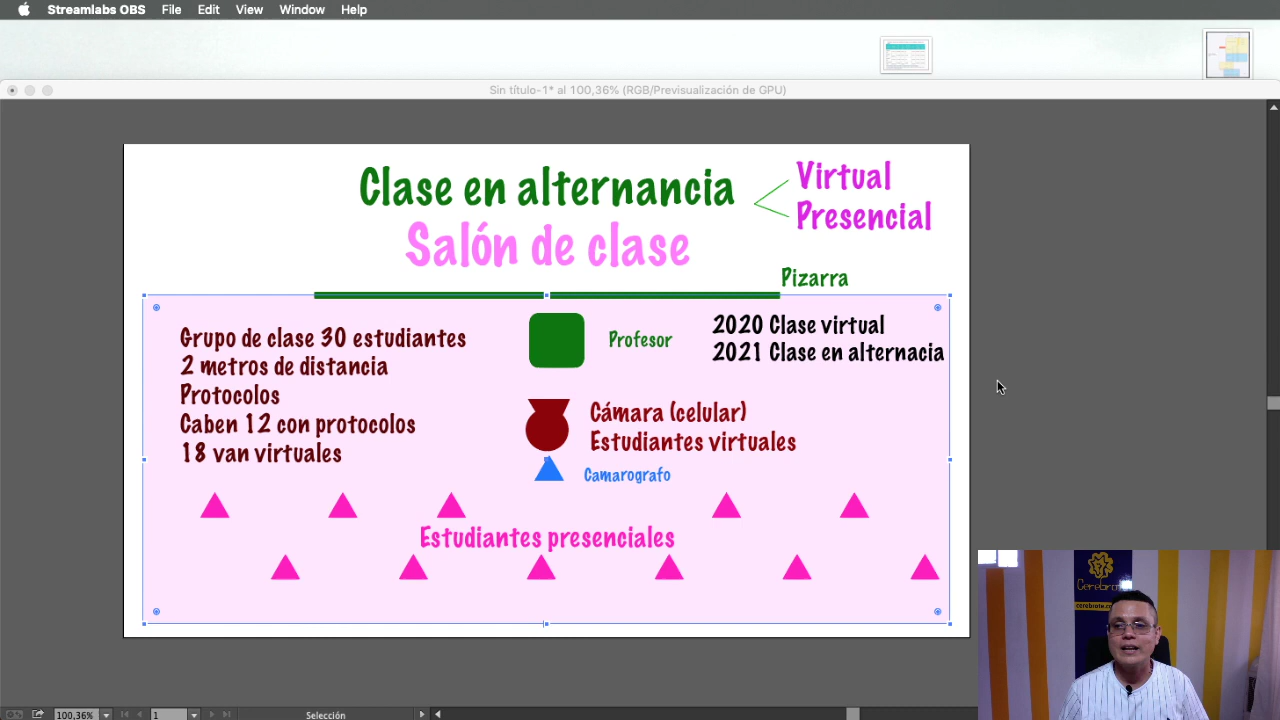 Streamlabs OBS File Edit View Window Help
Sin título-1* al 100,36% (RGB/Previsualización de GPU)
Clase en alternancia
Virtual
Presencial
Salón de clase
Pizarra
Grupo de clase 30 estudiantes
2 metros de distancia
Protocolos
Caben 12 con protocolos
18 van virtuales
Profesor
2020 Clase virtual
2021 Clase en alternacia
Cámara (celular)
Estudiantes virtuales
Camarografo
Estudiantes presenciales
Cerebrote
100,36% 1 Selección